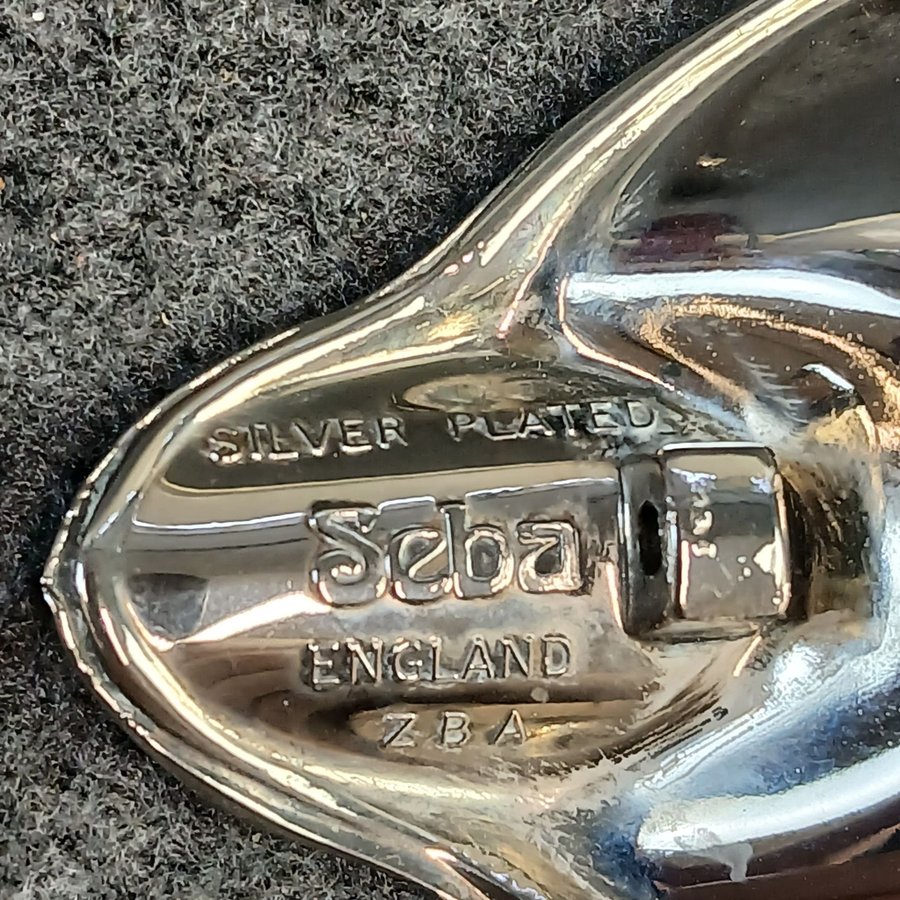 SILVER PLATED
Seba
ENGLAND
ZBA